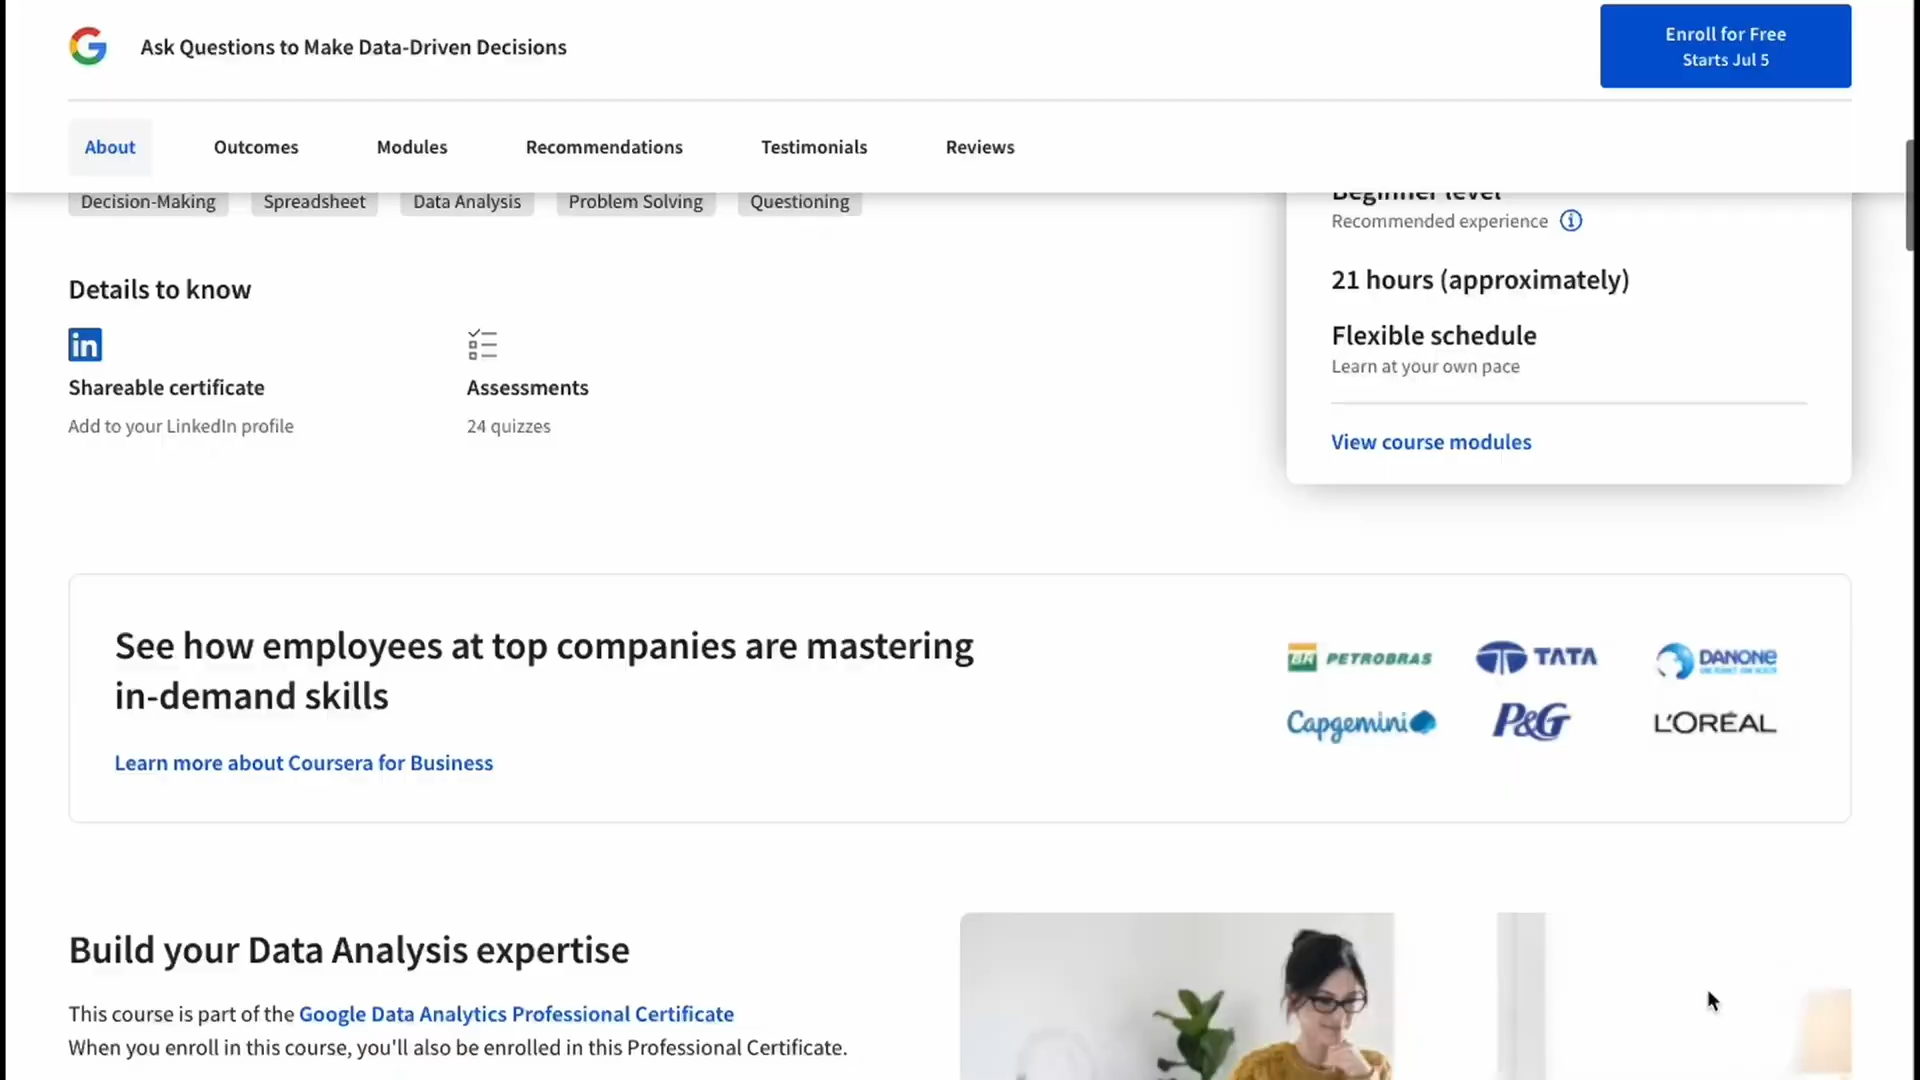 Ask Questions to Make Data-Driven Decisions
Enroll for Free
Starts Jul 5
About
Outcomes
Modules
Recommendations
Testimonials
Reviews
Decision-Making
Spreadsheet
Data Analysis
Problem Solving
Questioning
Beginner level
Recommended experience
21 hours (approximately)
Flexible schedule
Learn at your own pace
View course modules
Details to know
in
Shareable certificate
Add to your LinkedIn profile
Assessments
24 quizzes
See how employees at top companies are mastering
in-demand skills
Learn more about Coursera for Business
BR PETROBRAS
TATA
DANONE
Capgemini
P&G
L'ORÉAL
Build your Data Analysis expertise
This course is part of the Google Data Analytics Professional Certificate
When you enroll in this course, you'll also be enrolled in this Professional Certificate.